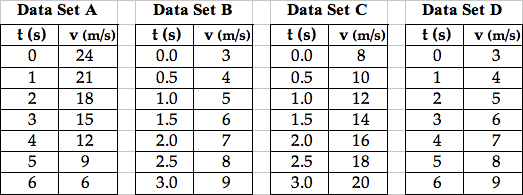 Data Set A Data Set B Data Set C Data Set D
t (s) v (m/s) t (s) v (m/s) t (s) v (m/s) t (s) v (m/s)
0 24 0.0 3 0.0 8 0 3
1 21 0.5 4 0.5 10 1 4
2 18 1.0 5 1.0 12 2 5
3 15 1.5 6 1.5 14 3 6
4 12 2.0 7 2.0 16 4 7
5 9 2.5 8 2.5 18 5 8
6 6 3.0 9 3.0 20 6 9